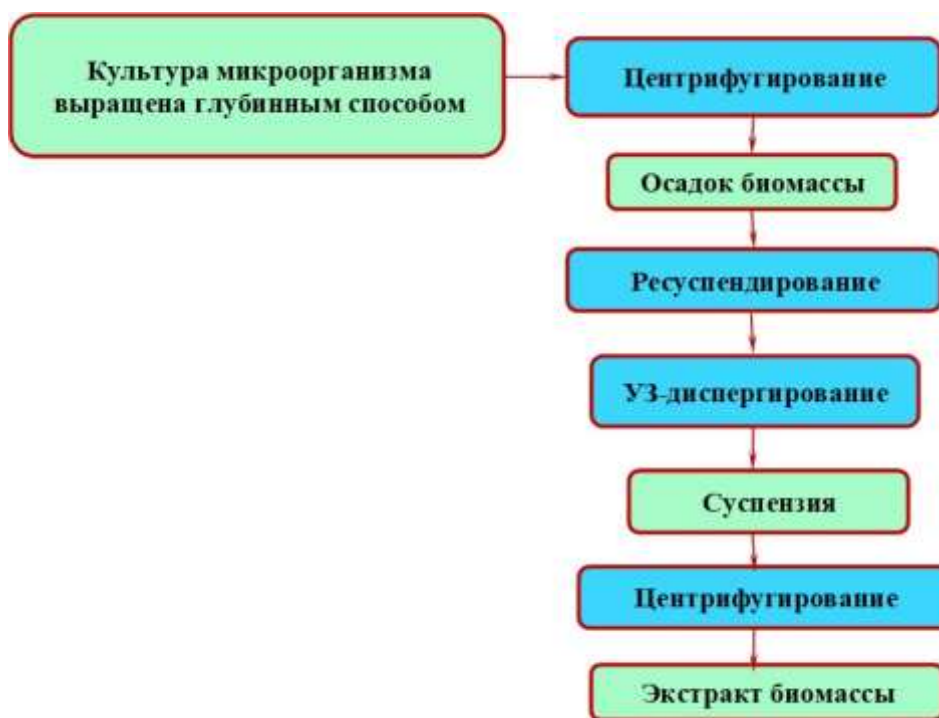 Культура микроорганизма
выращена глубинным способом
Центрифугирование
Осадок биомассы
Ресуспендирование
УЗ-диспергирование
Суспензия
Центрифугирование
Экстракт биомассы